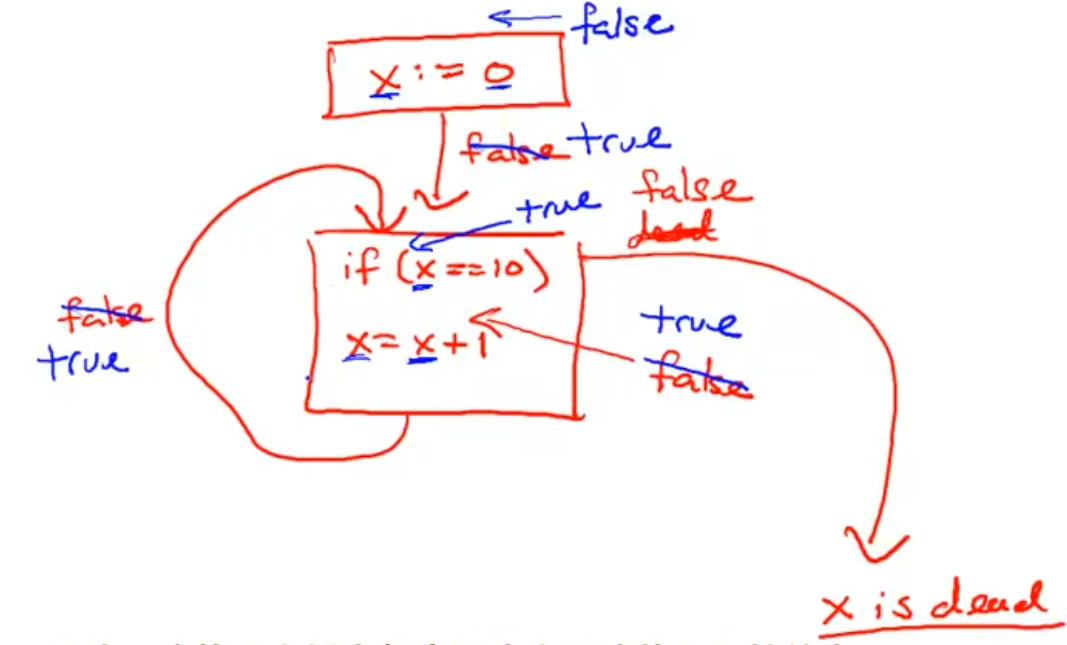 false
x := 0
false true
true
false
dead
if (x==10)
x = x+1
false
true
true
false
x is dead